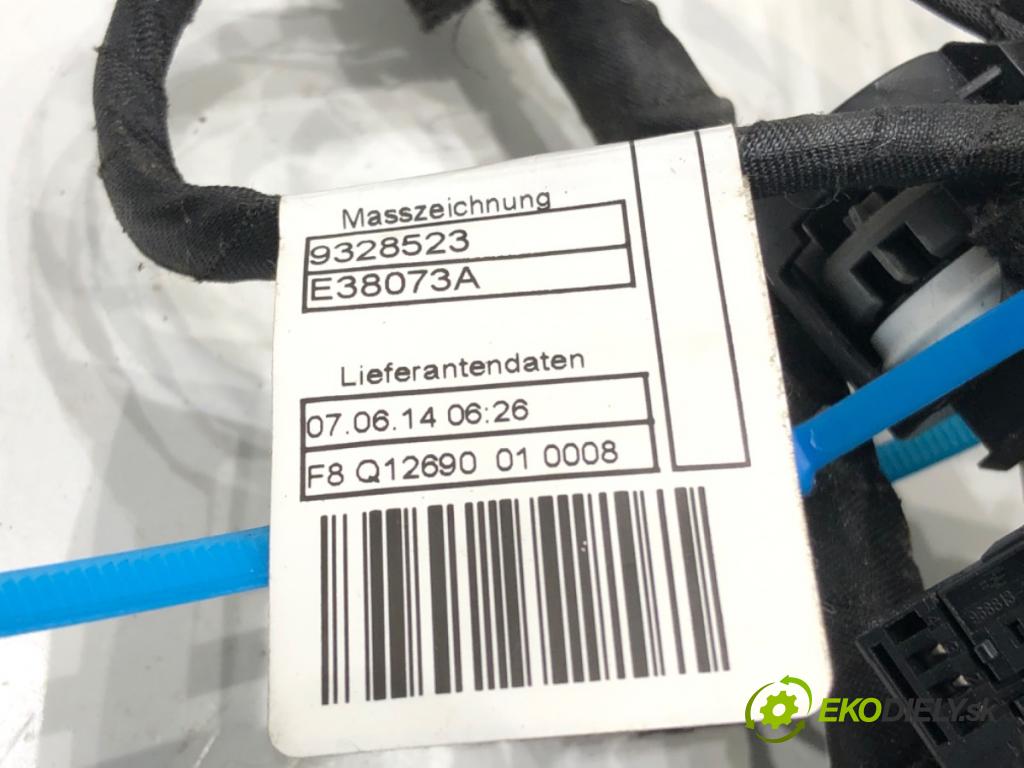 Masszeichnung
9328523
E38073A
Lieferantendaten
07.06.14 06:26
F8 Q12690 01 0008
EKODIELY.sk